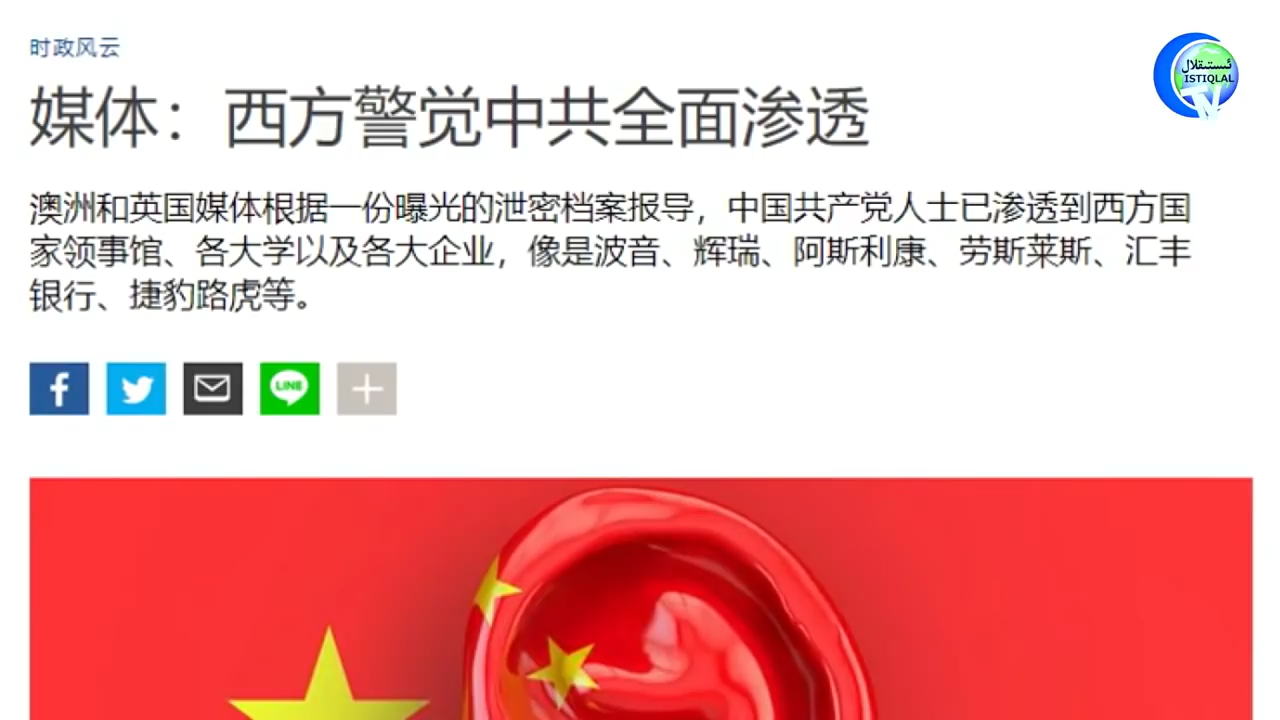 时政风云
ئىستىقلال
ISTIQLAL
TV
媒体：西方警觉中共全面渗透
澳洲和英国媒体根据一份曝光的泄密档案报导，中国共产党人士已渗透到西方国
家领事馆、各大学以及各大企业，像是波音、辉瑞、阿斯利康、劳斯莱斯、汇丰
银行、捷豹路虎等。
LINE